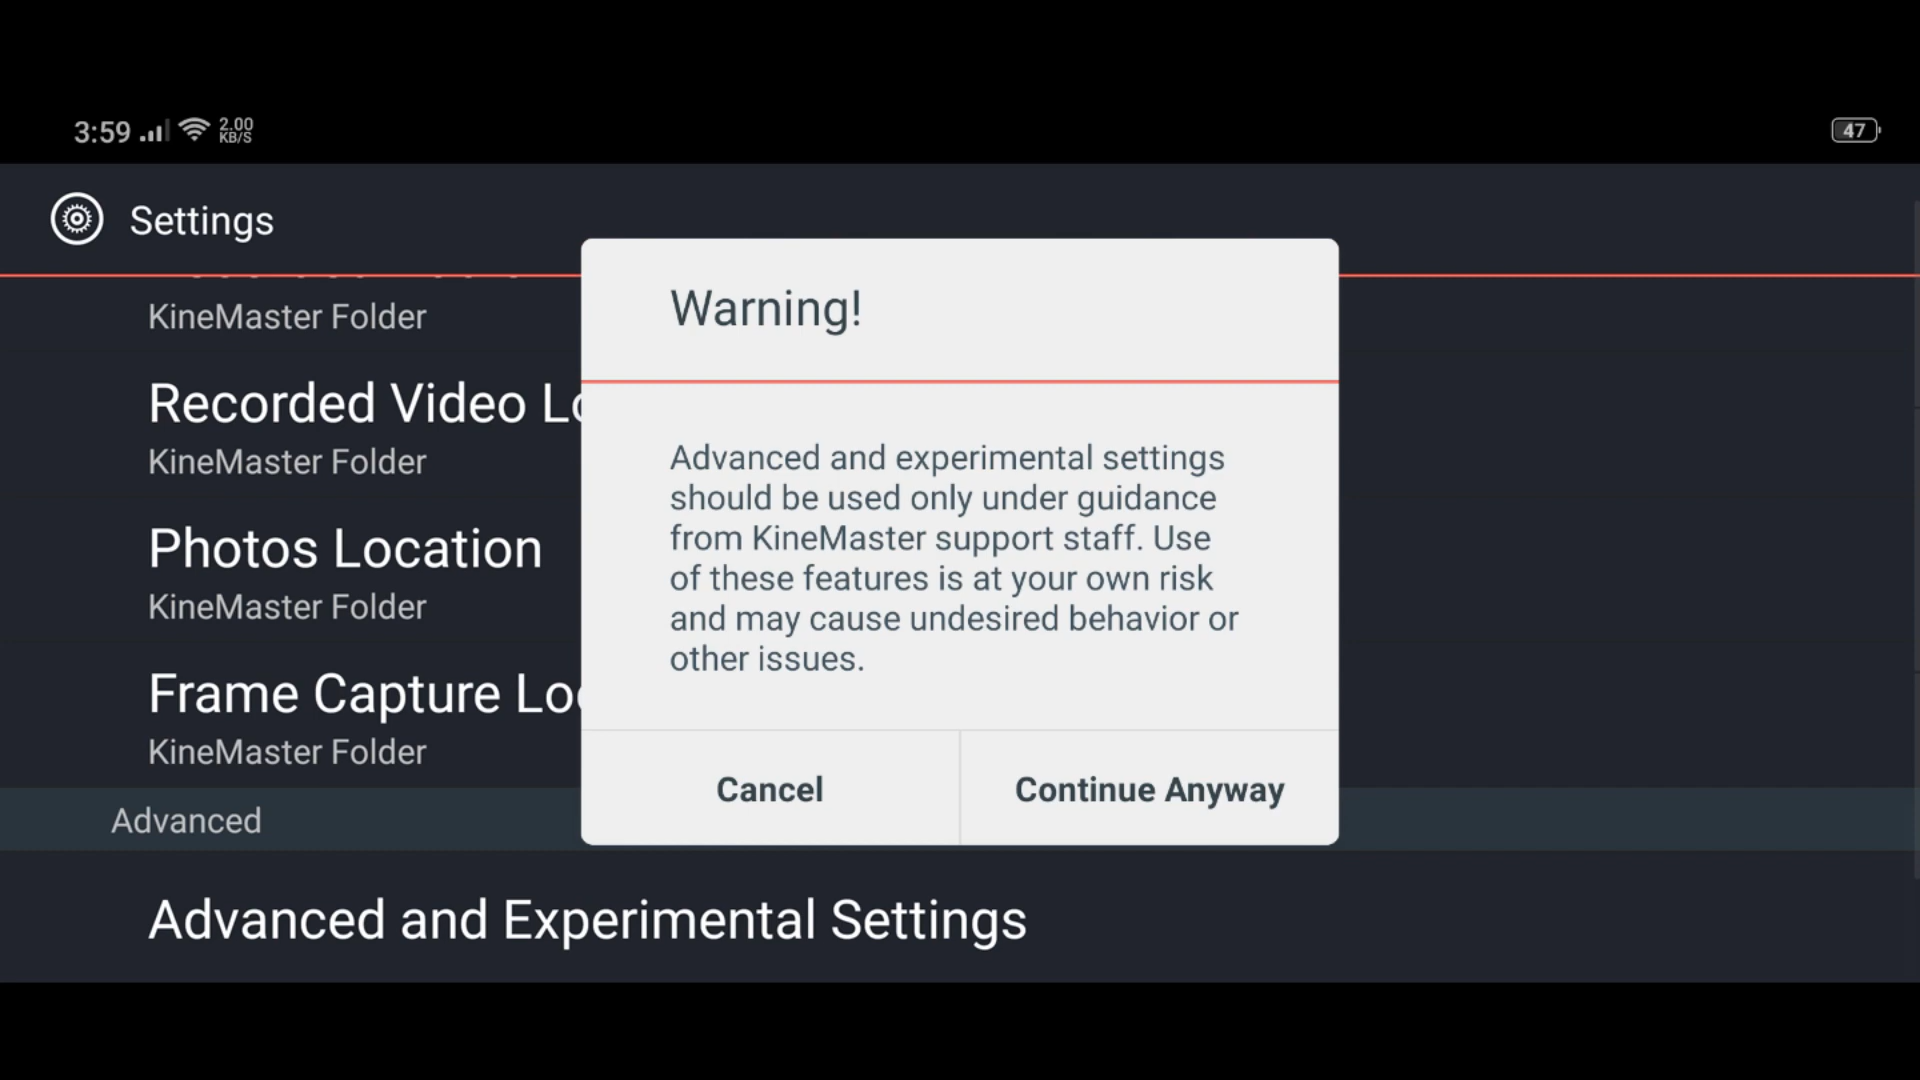 3:59 2.00 KB/S 47
Settings
KineMaster Folder
Recorded Video
KineMaster Folder
Photos Location
KineMaster Folder
Frame Capture
KineMaster Folder
Advanced
Advanced and Experimental Settings
Warning!
Advanced and experimental settings
should be used only under guidance
from KineMaster support staff. Use
of these features is at your own risk
and may cause undesired behavior or
other issues.
Cancel
Continue Anyway